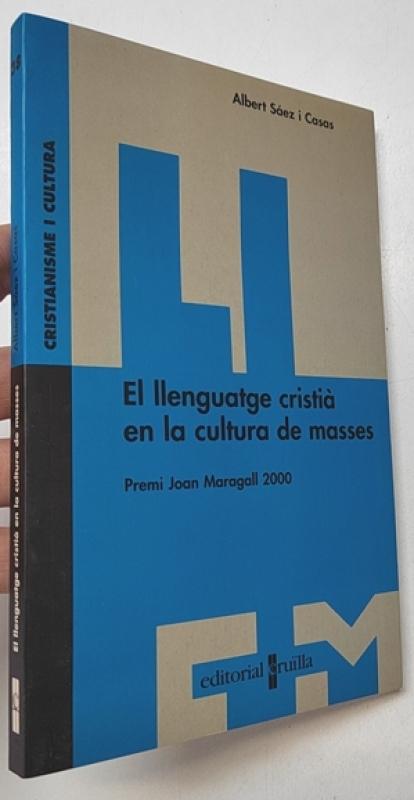 Albert Sáez i Casas
El llenguatge cristià
en la cultura de masses
Premi Joan Maragall 2000
editorial Cruïlla
CRISTIANISME I CULTURA
Albert Sáez i Casas
El llenguatge cristià en la cultura de masses